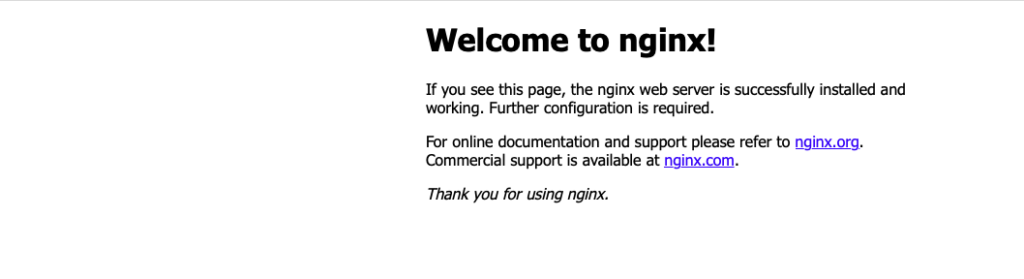 Welcome to nginx!
If you see this page, the nginx web server is successfully installed and
working. Further configuration is required.
For online documentation and support please refer to nginx.org.
Commercial support is available at nginx.com.
Thank you for using nginx.